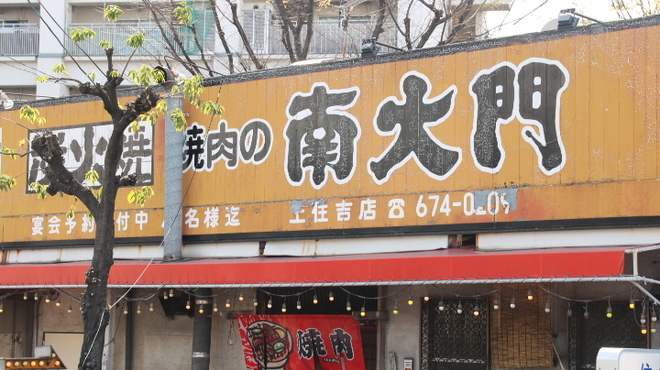 炭火焼
焼肉の 南大門
宴会予約 付中 名様迄 上住吉店 ☎ 674-0209
焼肉